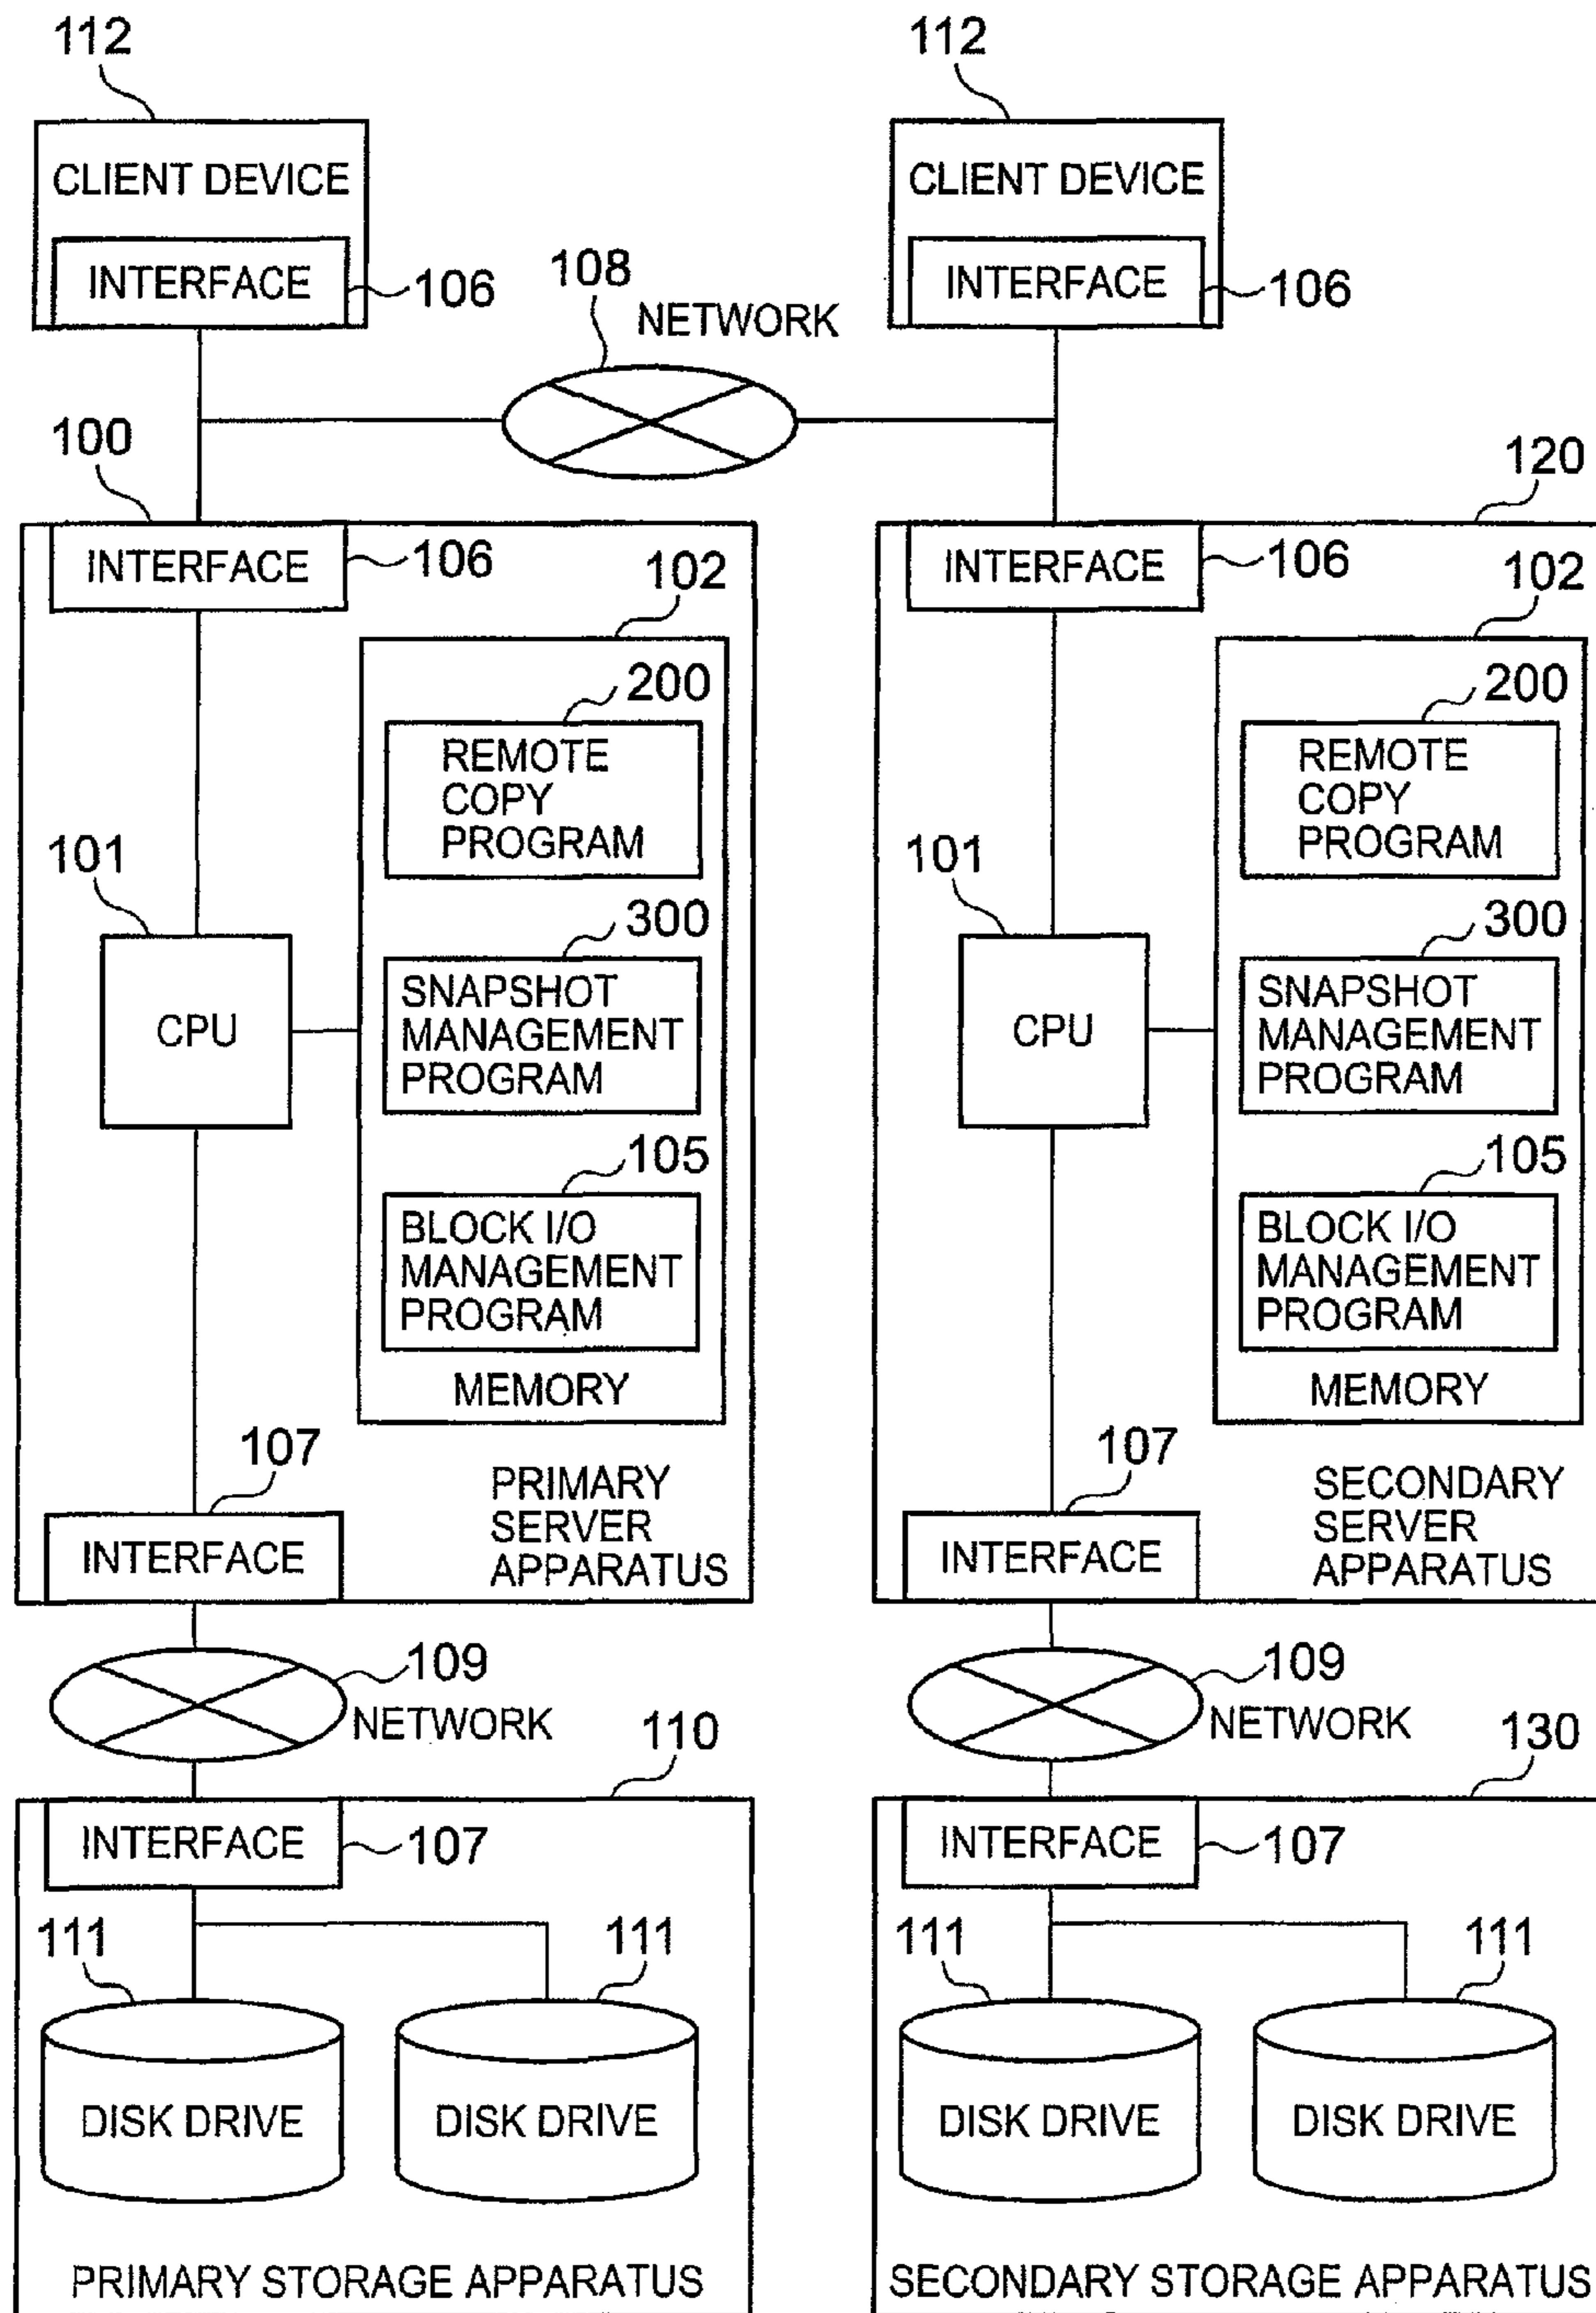 112
112
CLIENT DEVICE
CLIENT DEVICE
INTERFACE
106
INTERFACE
106
108
NETWORK
100
120
INTERFACE
106
INTERFACE
106
102
102
200
200
REMOTE
COPY
PROGRAM
REMOTE
COPY
PROGRAM
101
101
300
300
CPU
SNAPSHOT
MANAGEMENT
PROGRAM
CPU
SNAPSHOT
MANAGEMENT
PROGRAM
105
105
BLOCK I/O
MANAGEMENT
PROGRAM
BLOCK I/O
MANAGEMENT
PROGRAM
MEMORY
MEMORY
107
107
PRIMARY
SERVER
APPARATUS
SECONDARY
SERVER
APPARATUS
INTERFACE
INTERFACE
109
NETWORK
109
NETWORK
110
130
INTERFACE
107
INTERFACE
107
111
111
111
111
DISK DRIVE
DISK DRIVE
DISK DRIVE
DISK DRIVE
PRIMARY STORAGE APPARATUS
SECONDARY STORAGE APPARATUS